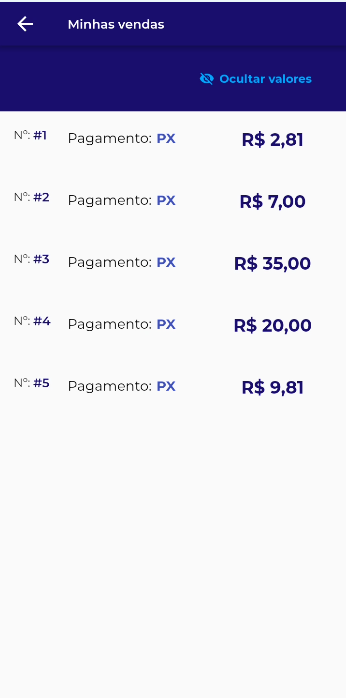 Minhas vendas
Ocultar valores
Nº: #1 Pagamento: PX R$ 2,81
Nº: #2 Pagamento: PX R$ 7,00
Nº: #3 Pagamento: PX R$ 35,00
Nº: #4 Pagamento: PX R$ 20,00
Nº: #5 Pagamento: PX R$ 9,81